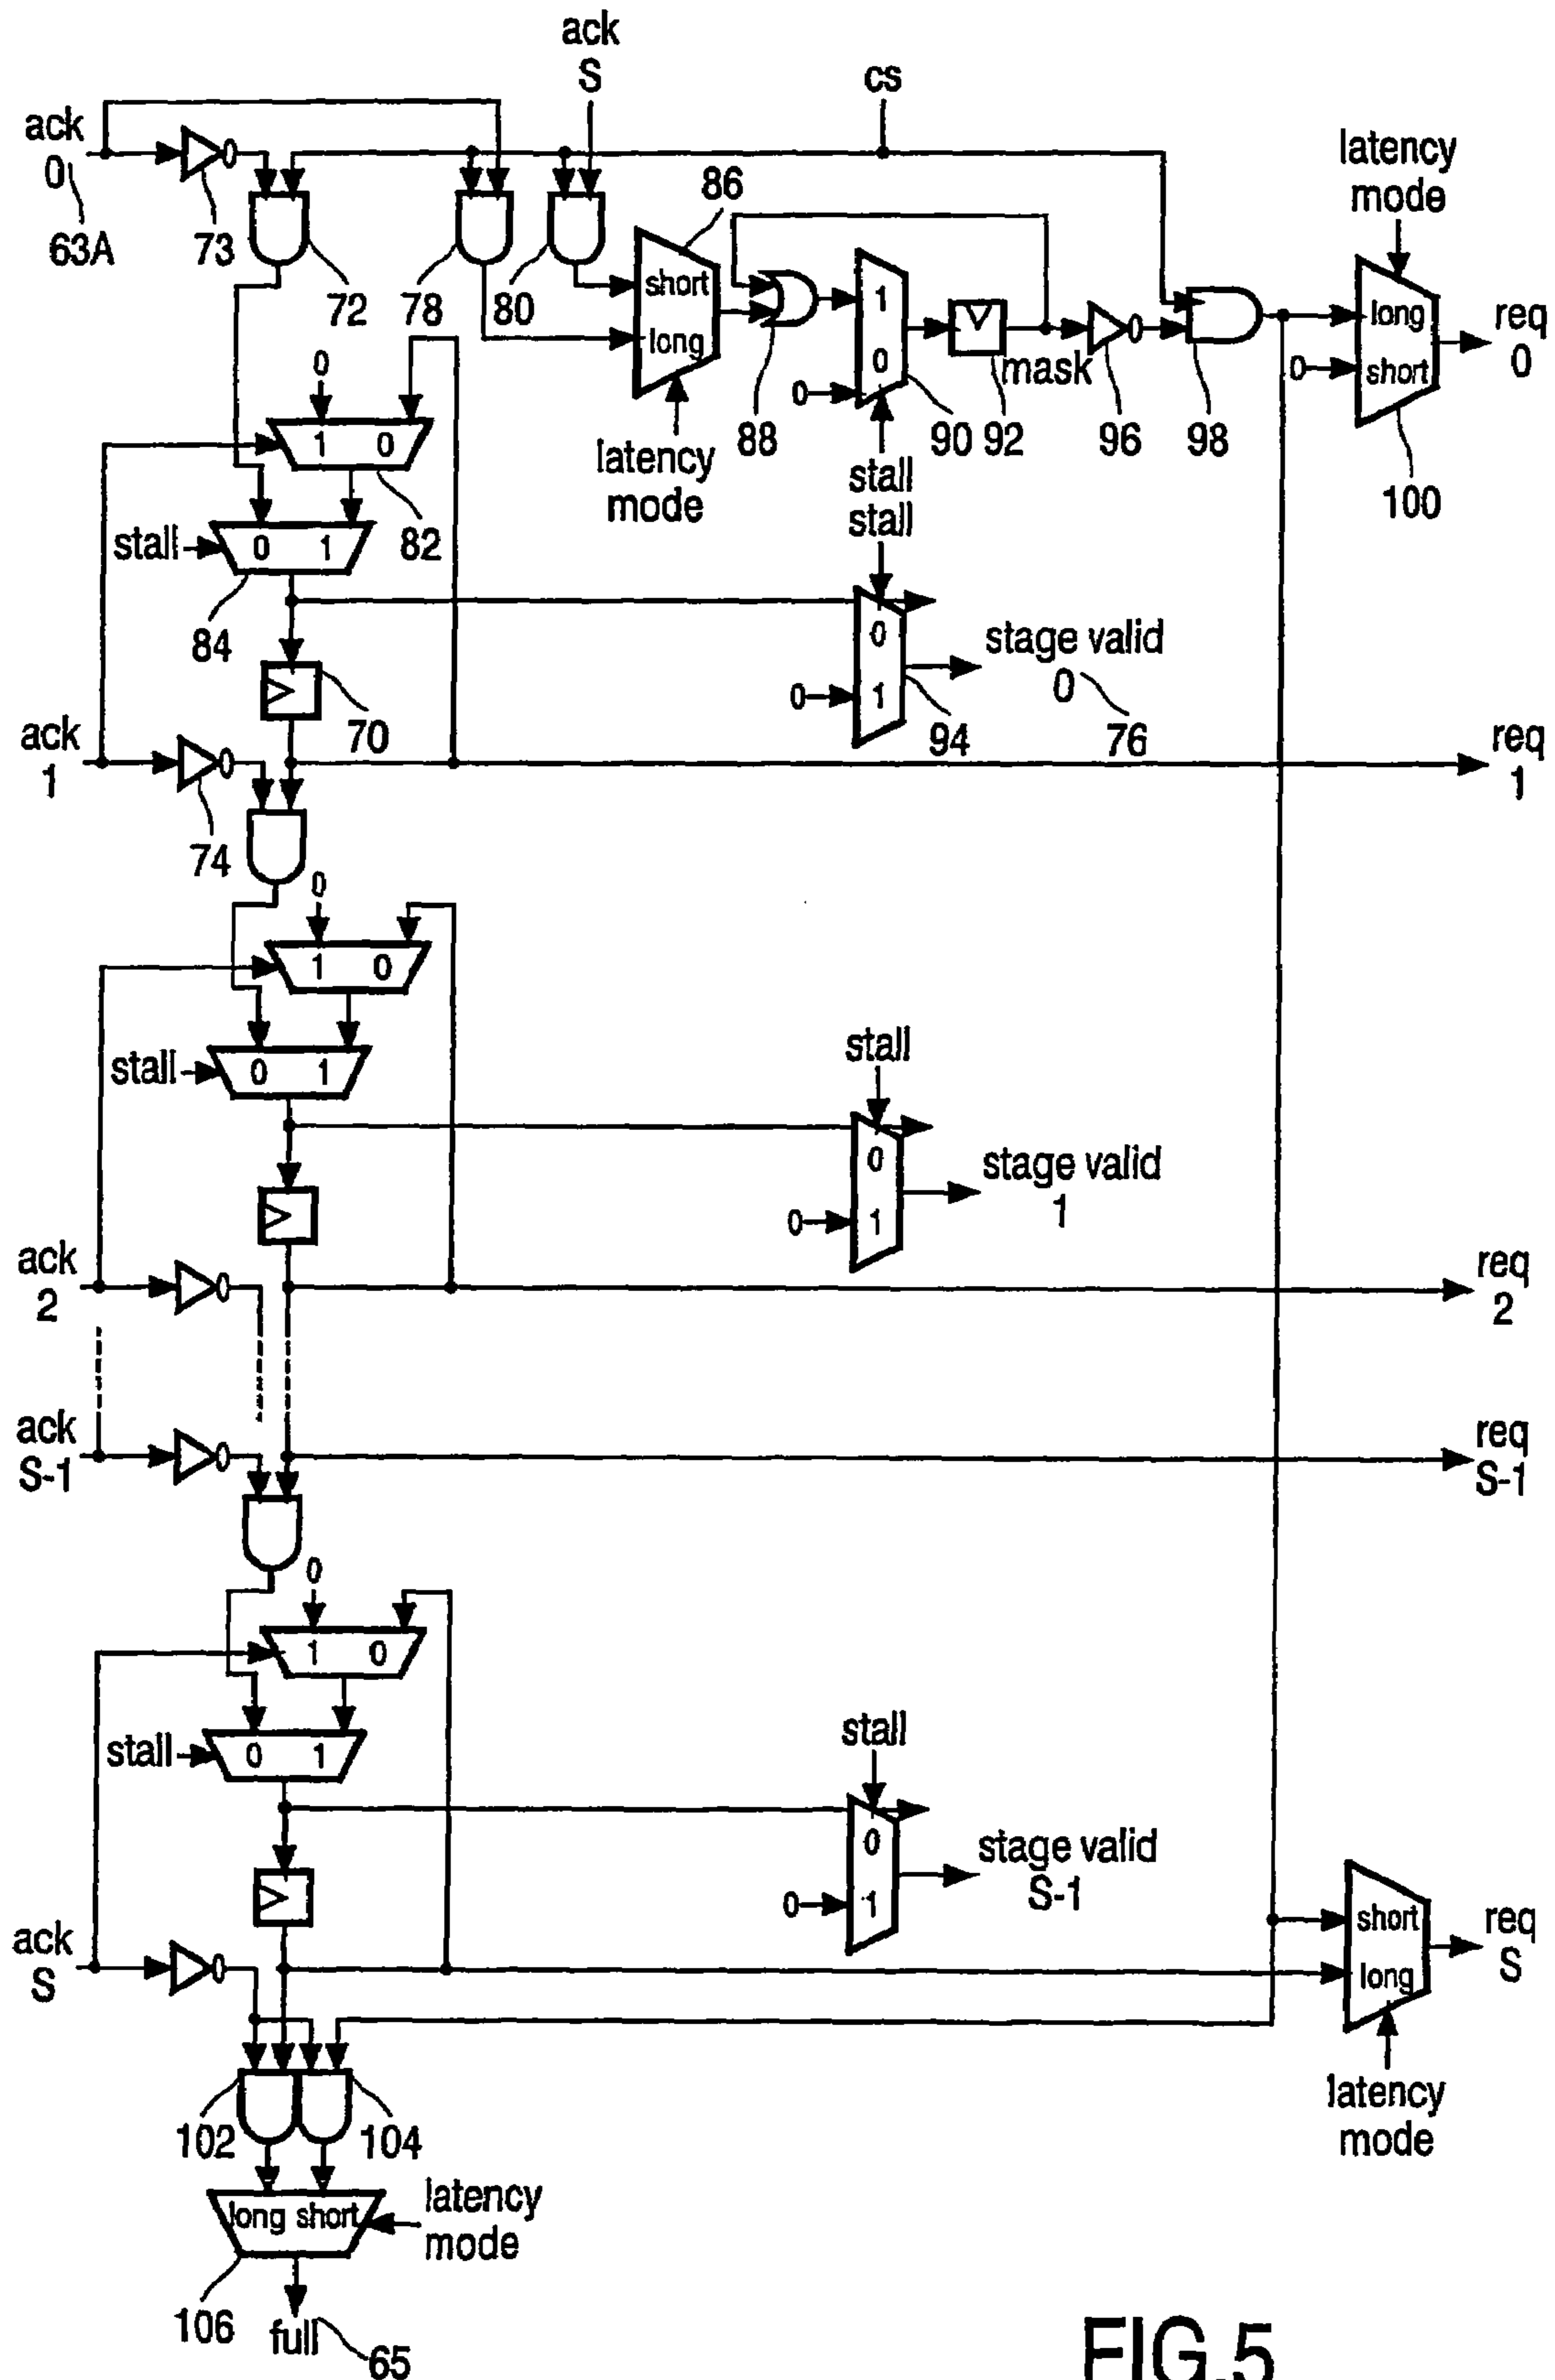 ack
S
cs
ack
0
63A
73
72
78
80
86
short
long
latency
mode
88
1
0
0
90
92
mask
96
98
stall
latency
mode
long
0
short
100
req
0
0
1 0
82
stall
0 1
84
70
stall
0
0
1
94
stage valid
0
76
ack
1
74
req
1
0
1 0
stall
0 1
stall
0
0
1
stage valid
1
ack
2
req
2
ack
S-1
req
S-1
0
1 0
stall
0 1
stall
0
0
1
stage valid
S-1
ack
S
short
long
req
S
latency
mode
102
104
long short
latency
mode
106
full
65
FIG.5